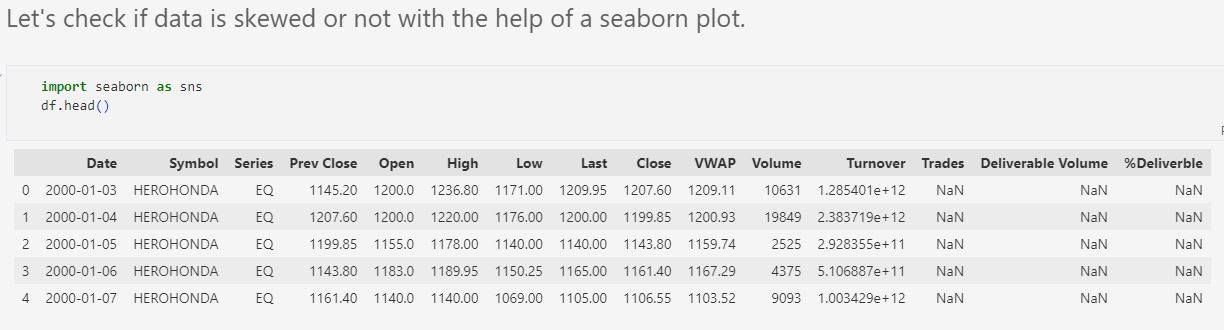 Let's check if data is skewed or not with the help of a seaborn plot.
import seaborn as sns
df.head()
Date Symbol Series Prev Close Open High Low Last Close VWAP Volume Turnover Trades Deliverable Volume %Deliverble
0 2000-01-03 HEROHONDA EQ 1145.20 1200.0 1236.80 1171.00 1209.95 1207.60 1209.11 10631 1.285401e+12 NaN NaN NaN
1 2000-01-04 HEROHONDA EQ 1207.60 1200.0 1220.00 1176.00 1200.00 1199.85 1200.93 19849 2.383719e+12 NaN NaN NaN
2 2000-01-05 HEROHONDA EQ 1199.85 1155.0 1178.00 1140.00 1140.00 1143.80 1159.74 2525 2.928355e+11 NaN NaN NaN
3 2000-01-06 HEROHONDA EQ 1143.80 1183.0 1189.95 1150.25 1165.00 1161.40 1167.29 4375 5.106887e+11 NaN NaN NaN
4 2000-01-07 HEROHONDA EQ 1161.40 1140.0 1140.00 1069.00 1105.00 1106.55 1103.52 9093 1.003429e+12 NaN NaN NaN